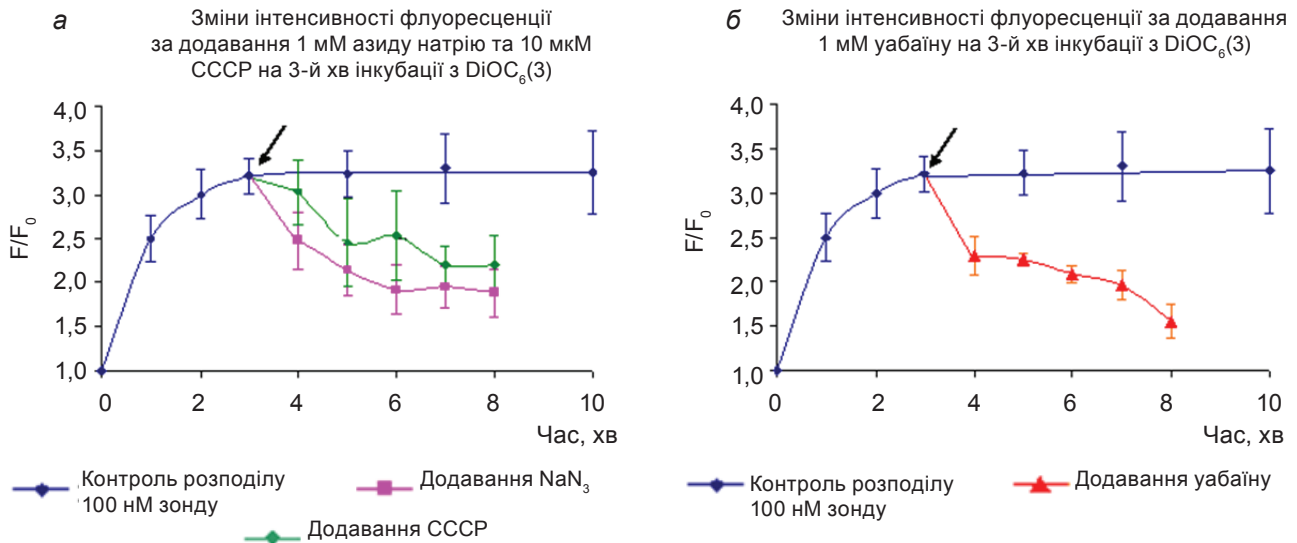 а
Зміни інтенсивності флуоресценції
за додавання 1 мМ азиду натрію та 10 мкМ
СССР на 3-й хв інкубації з DiOC₆(3)
F/F₀
4,0
3,5
3,0
2,5
2,0
1,5
1,0
0 2 4 6 8 10
Час, хв
Контроль розподілу
100 нМ зонду
Додавання NaN₃
Додавання СССР
б
Зміни інтенсивності флуоресценції за додавання
1 мМ уабаїну на 3-й хв інкубації з DiOC₆(3)
F/F₀
4,0
3,5
3,0
2,5
2,0
1,5
1,0
0 2 4 6 8 10
Час, хв
Контроль розподілу
100 нМ зонду
Додавання уабаїну